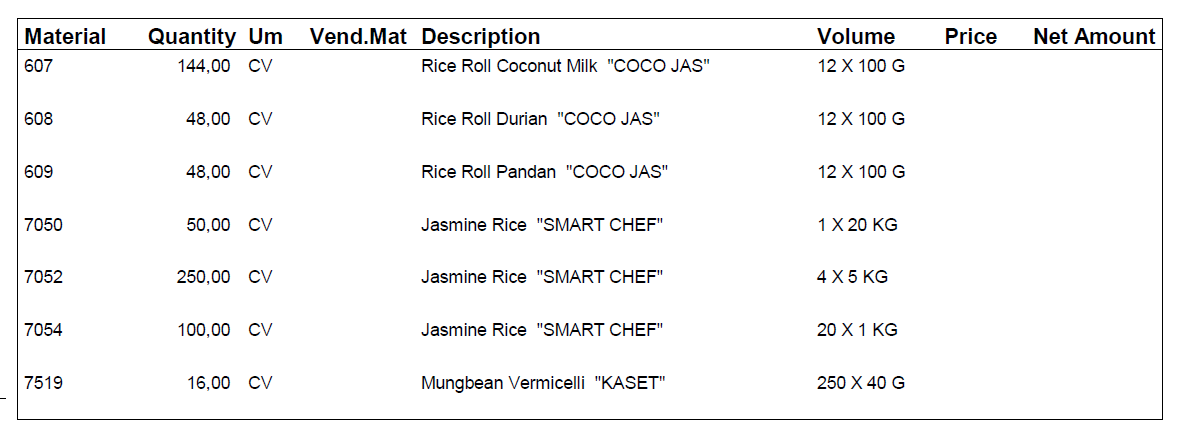 Material Quantity Um Vend.Mat Description Volume Price Net Amount
607 144,00 CV Rice Roll Coconut Milk "COCO JAS" 12 X 100 G
608 48,00 CV Rice Roll Durian "COCO JAS" 12 X 100 G
609 48,00 CV Rice Roll Pandan "COCO JAS" 12 X 100 G
7050 50,00 CV Jasmine Rice "SMART CHEF" 1 X 20 KG
7052 250,00 CV Jasmine Rice "SMART CHEF" 4 X 5 KG
7054 100,00 CV Jasmine Rice "SMART CHEF" 20 X 1 KG
7519 16,00 CV Mungbean Vermicelli "KASET" 250 X 40 G